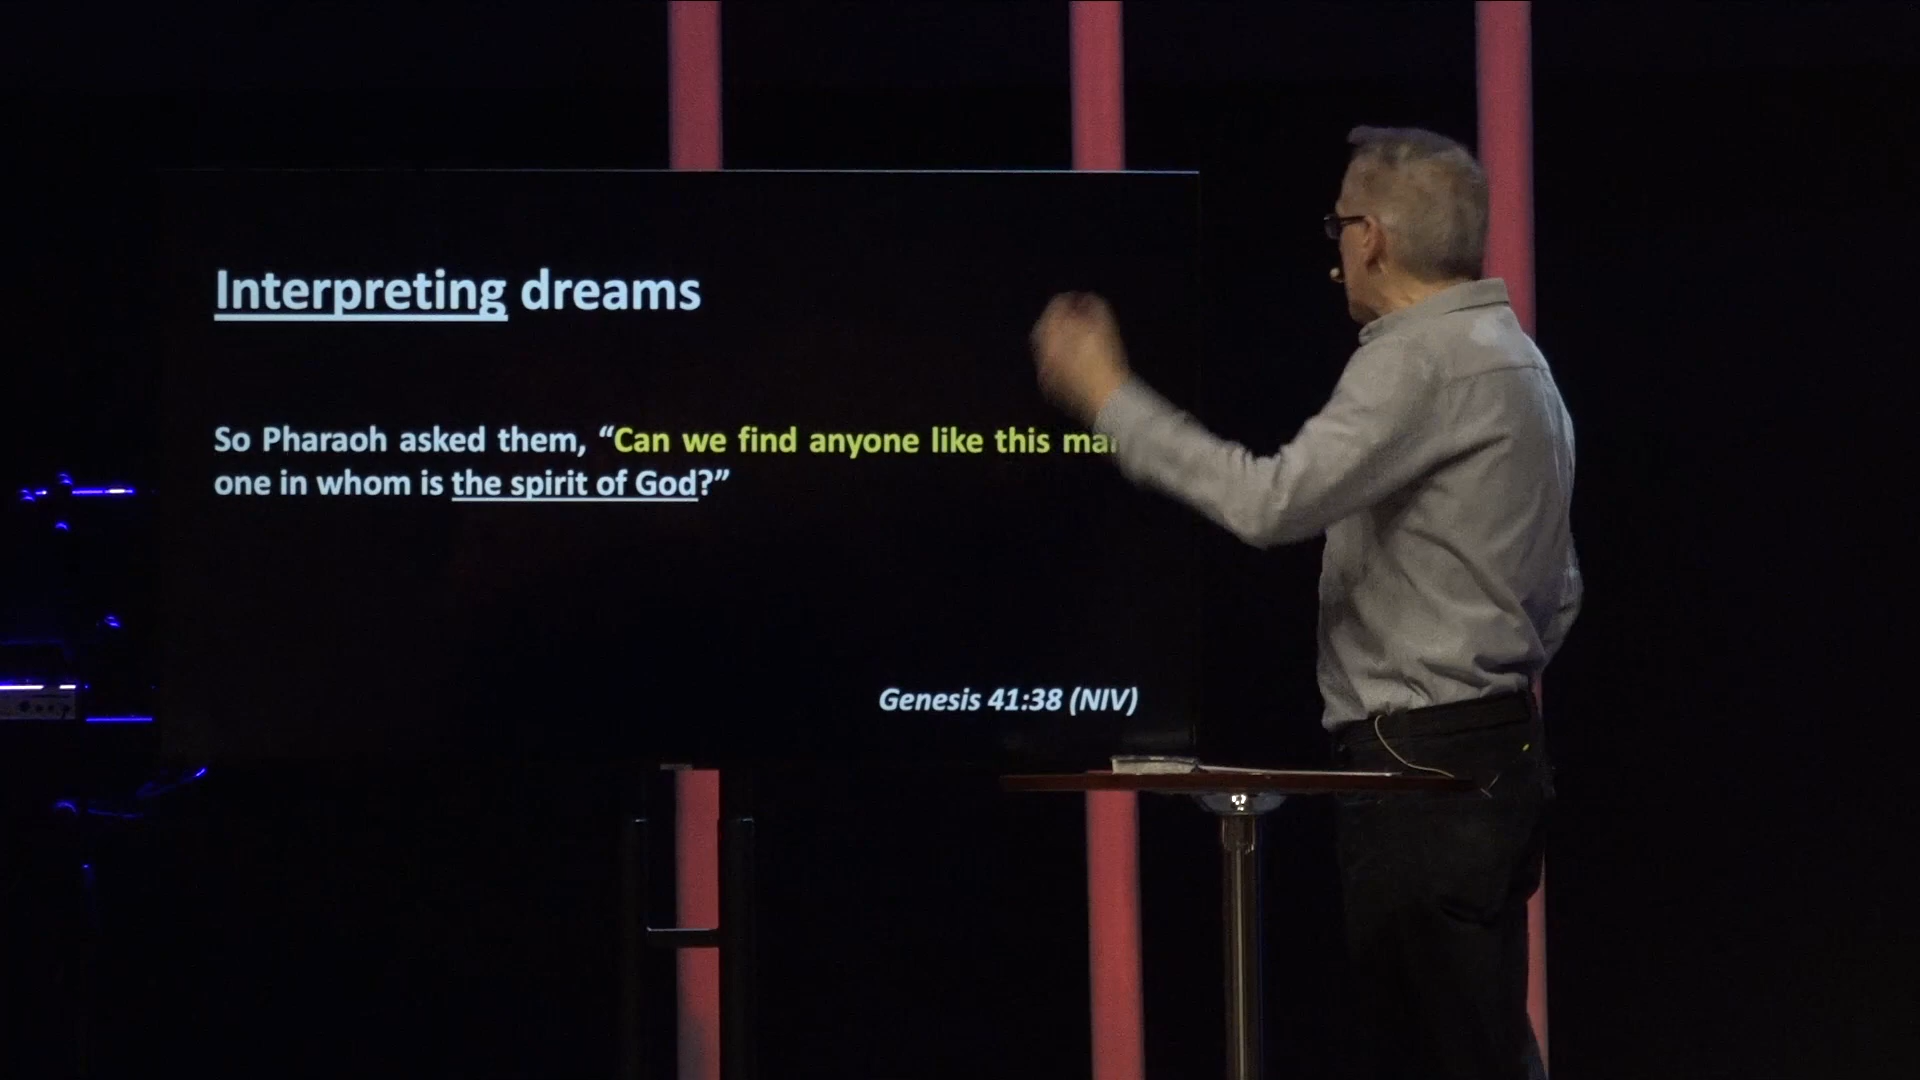 Interpreting dreams
So Pharaoh asked them, “Can we find anyone like this
one in whom is the spirit of God?”
Genesis 41:38 (NIV)